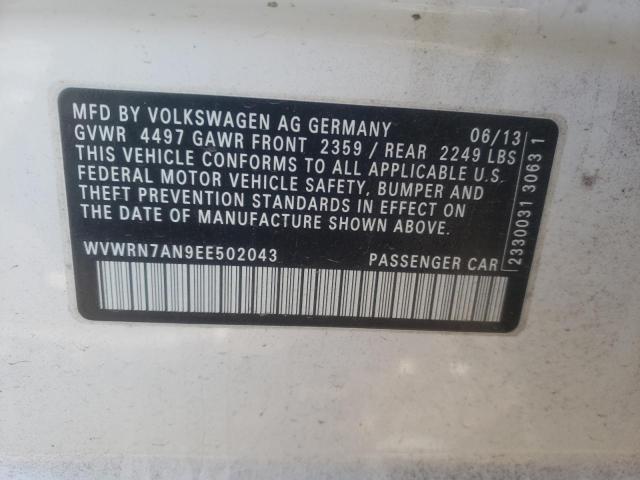 MFD BY VOLKSWAGEN AG GERMANY 06/13
GVWR 4497 GAWR FRONT 2359 / REAR 2249 LBS
THIS VEHICLE CONFORMS TO ALL APPLICABLE U.S.
FEDERAL MOTOR VEHICLE SAFETY, BUMPER AND
THEFT PREVENTION STANDARDS IN EFFECT ON
THE DATE OF MANUFACTURE SHOWN ABOVE.
WVWRN7AN9EE502043 PASSENGER CAR
2330031 30631